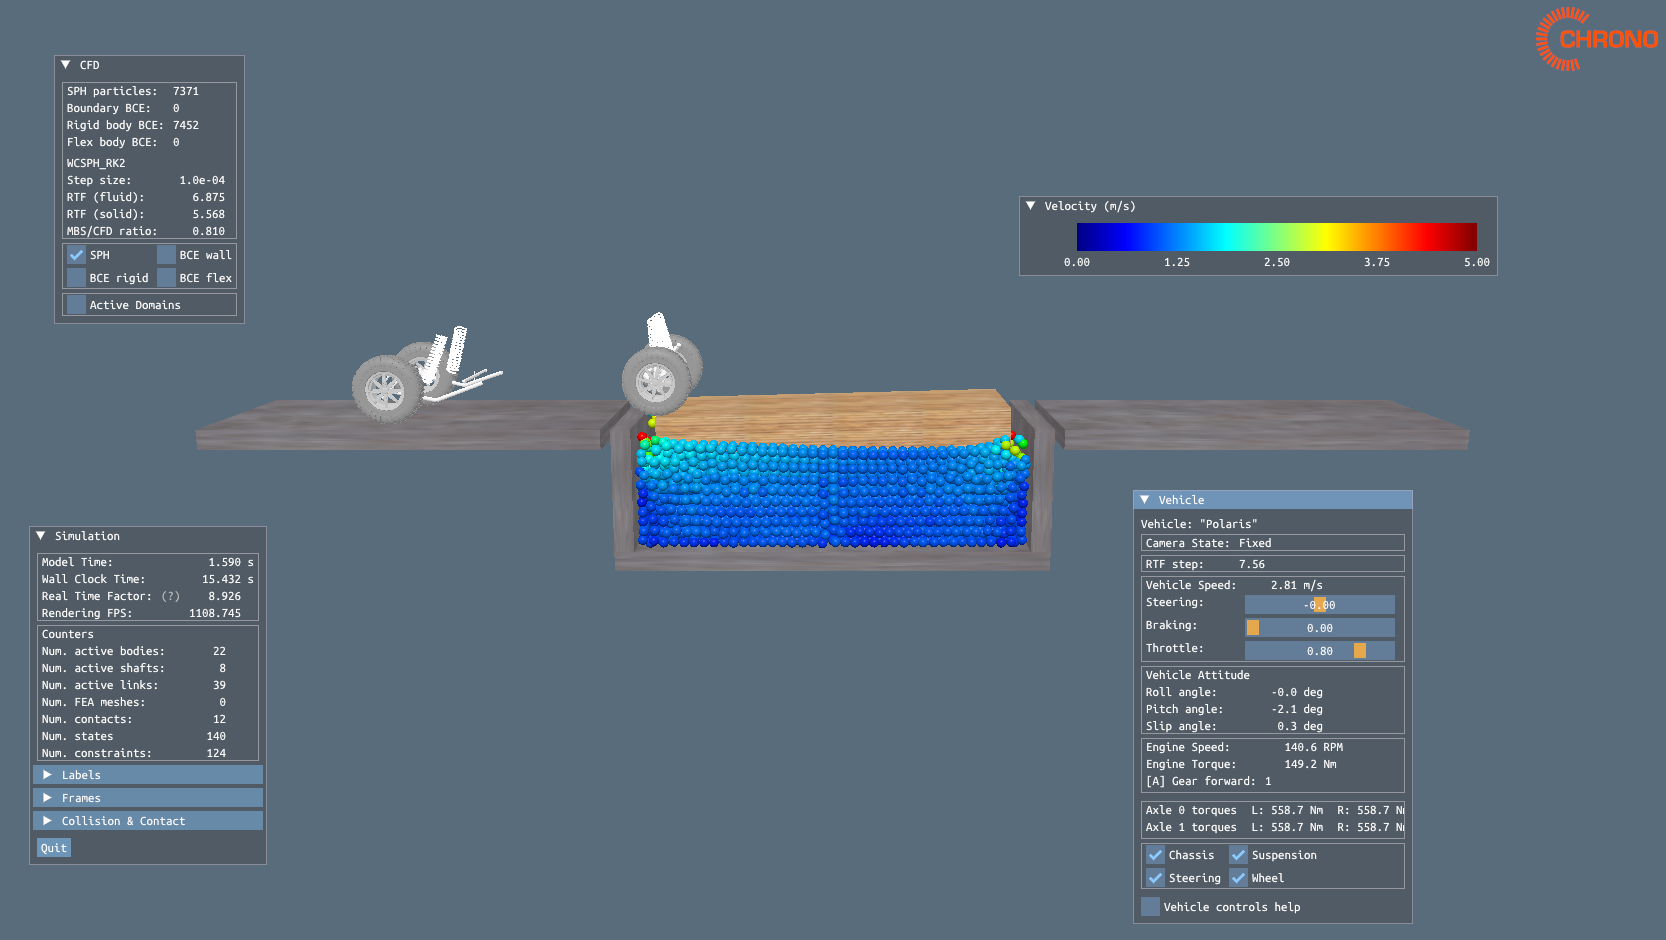 CHRONO
CFD
SPH particles: 7371
Boundary BCE: 0
Rigid body BCE: 7452
Flex body BCE: 0
WCSPH_RK2
Step size: 1.0e-04
RTF (fluid): 6.875
RTF (solid): 5.568
MBS/CFD ratio: 0.810
SPH BCE wall
BCE rigid BCE flex
Active Domains
Velocity (m/s)
0.00 1.25 2.50 3.75 5.00
Simulation
Model Time: 1.590 s
Wall Clock Time: 15.432 s
Real Time Factor: (?) 8.926
Rendering FPS: 1108.745
Counters
Num. active bodies: 22
Num. active shafts: 8
Num. active links: 39
Num. FEA meshes: 0
Num. contacts: 12
Num. states 140
Num. constraints: 124
Labels
Frames
Collision & Contact
Quit
Vehicle
Vehicle: "Polaris"
Camera State: Fixed
RTF step: 7.56
Vehicle Speed: 2.81 m/s
Steering: -0.00
Braking: 0.00
Throttle: 0.80
Vehicle Attitude
Roll angle: -0.0 deg
Pitch angle: -2.1 deg
Slip angle: 0.3 deg
Engine Speed: 140.6 RPM
Engine Torque: 149.2 Nm
[A] Gear forward: 1
Axle 0 torques L: 558.7 Nm R: 558.7 N
Axle 1 torques L: 558.7 Nm R: 558.7 N
Chassis Suspension
Steering Wheel
Vehicle controls help